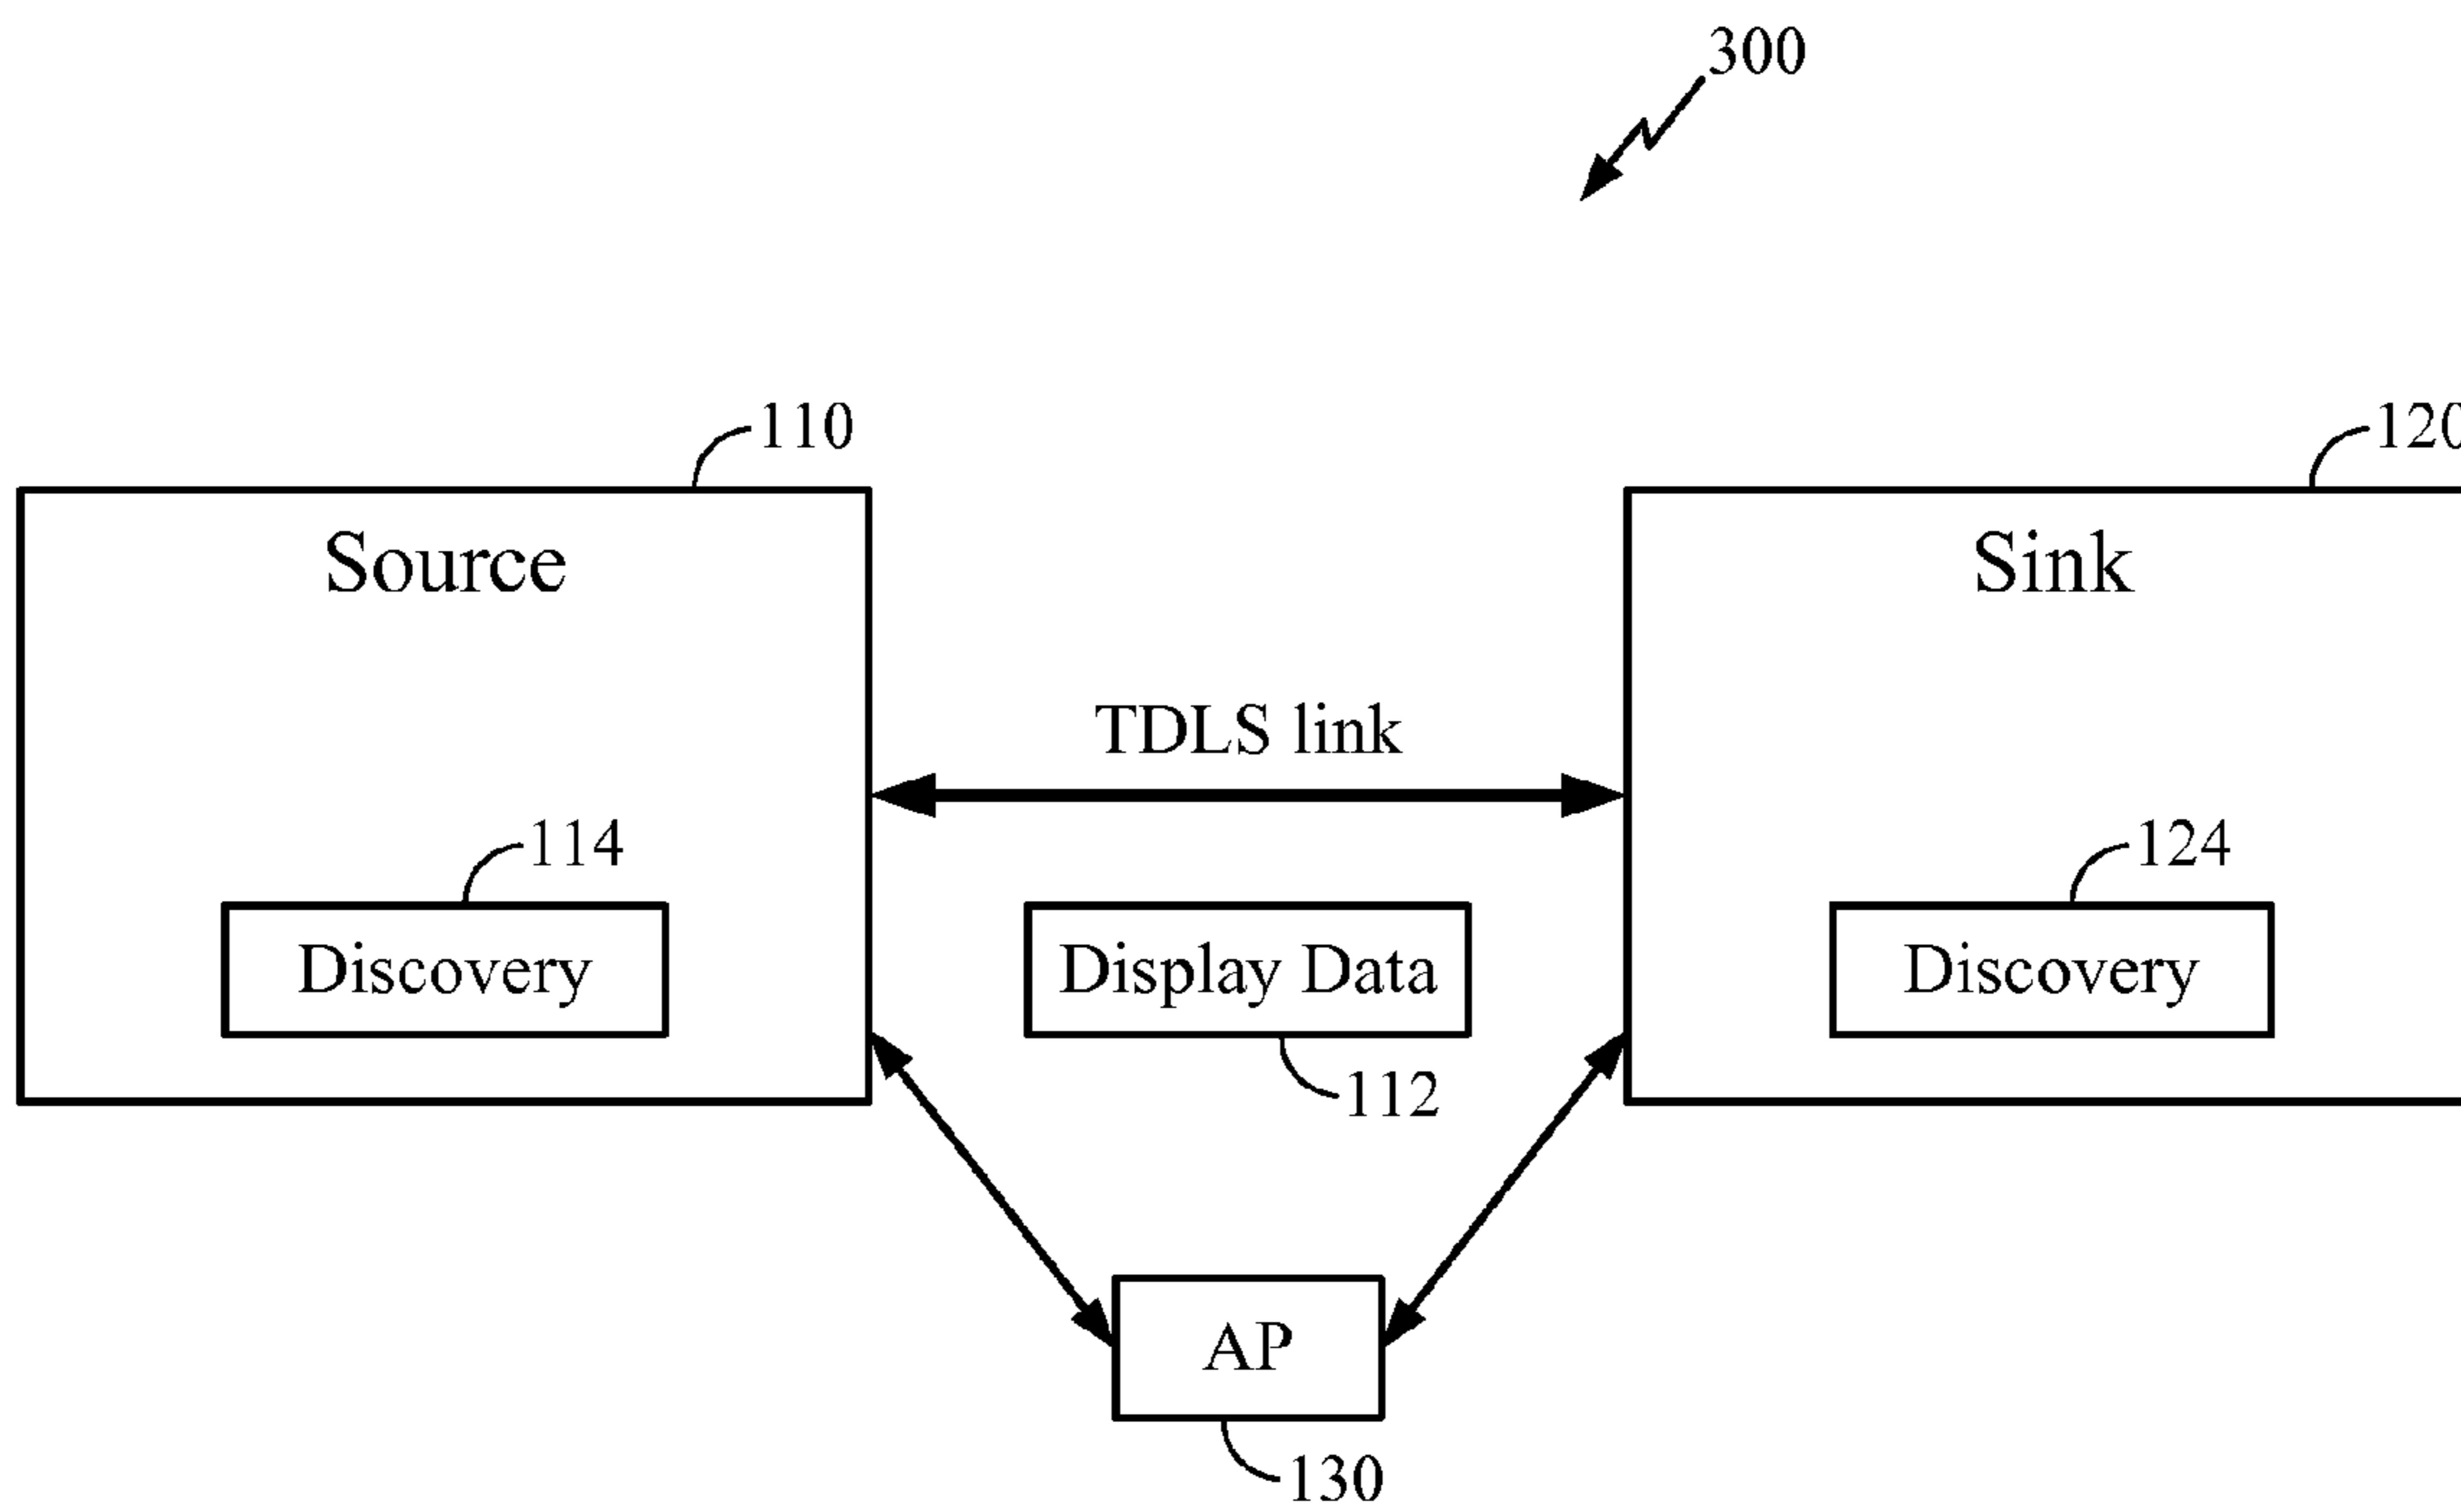 300
110
120
Source
Sink
TDLS link
114
124
Discovery
Display Data
Discovery
112
AP
130